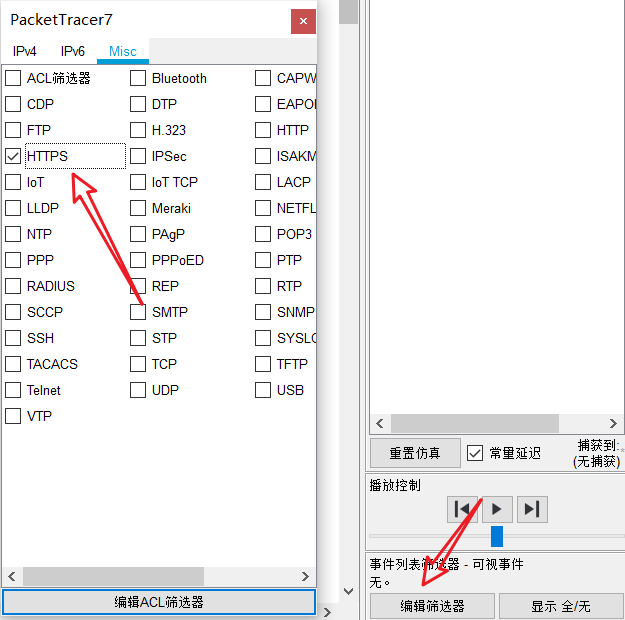 PacketTracer7
IPv4 IPv6 Misc
ACL筛选器 Bluetooth CAPW
CDP DTP EAPO
FTP H.323 HTTP
HTTPS IPSec ISAKM
IoT IoT TCP LACP
LLDP Meraki NETFL
NTP PAgP POP3
PPP PPPoED PTP
RADIUS REP RTP
SCCP SMTP SNMP
SSH STP SYSLO
TACACS TCP TFTP
Telnet UDP USB
VTP
编辑ACL筛选器
重置仿真 常量延迟 捕获到:
(无捕获)
播放控制
事件列表筛选器 - 可视事件
无。
编辑筛选器 显示 全/无